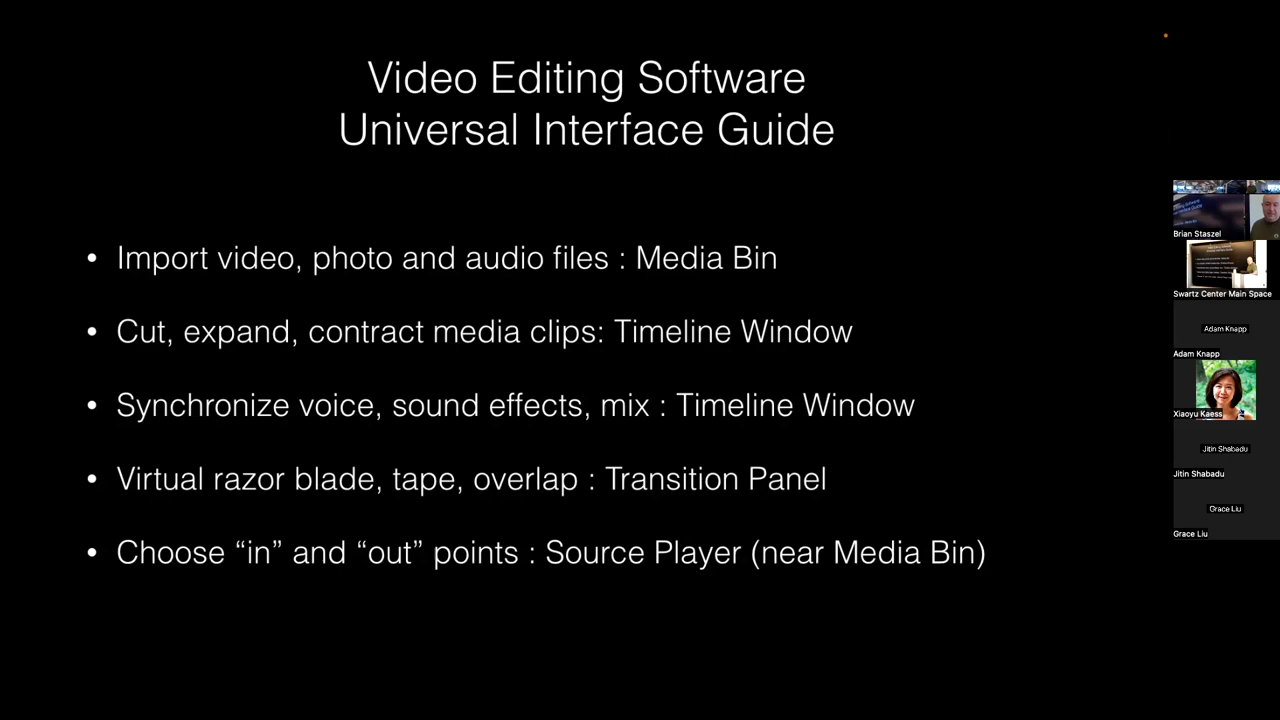 Video Editing Software
Universal Interface Guide
• Import video, photo and audio files : Media Bin
• Cut, expand, contract media clips: Timeline Window
• Synchronize voice, sound effects, mix : Timeline Window
• Virtual razor blade, tape, overlap : Transition Panel
• Choose “in” and “out” points : Source Player (near Media Bin)
Brian Staszel
Swartz Center Main Space
Adam Knapp
Adam Knapp
Xiaoyu Kaess
Jitin Shabadu
Jitin Shabadu
Grace Liu
Grace Liu